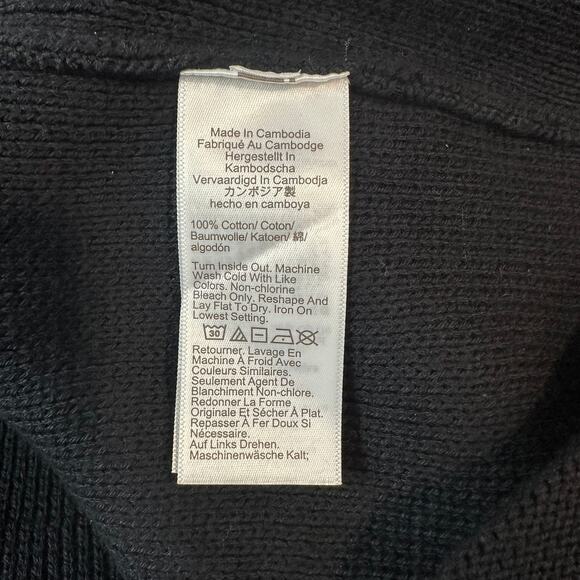 Made In Cambodia
Fabriqué Au Cambodge
Hergestellt In
Kambodscha
Vervaardigd In Cambodja
カンボジア製
hecho en camboya
100% Cotton/ Coton/
Baumwolle/ Katoen/ 綿/
algodón
Turn Inside Out. Machine
Wash Cold With Like
Colors. Non-chlorine
Bleach Only. Reshape And
Lay Flat To Dry. Iron On
Lowest Setting.
30
Retourner. Lavage En
Machine À Froid Avec
Couleurs Similaires.
Seulement Agent De
Blanchiment Non-chlore.
Redonner La Forme
Originale Et Sécher À Plat.
Repasser À Fer Doux Si
Nécessaire.
Auf Links Drehen.
Maschinenwäsche Kalt;